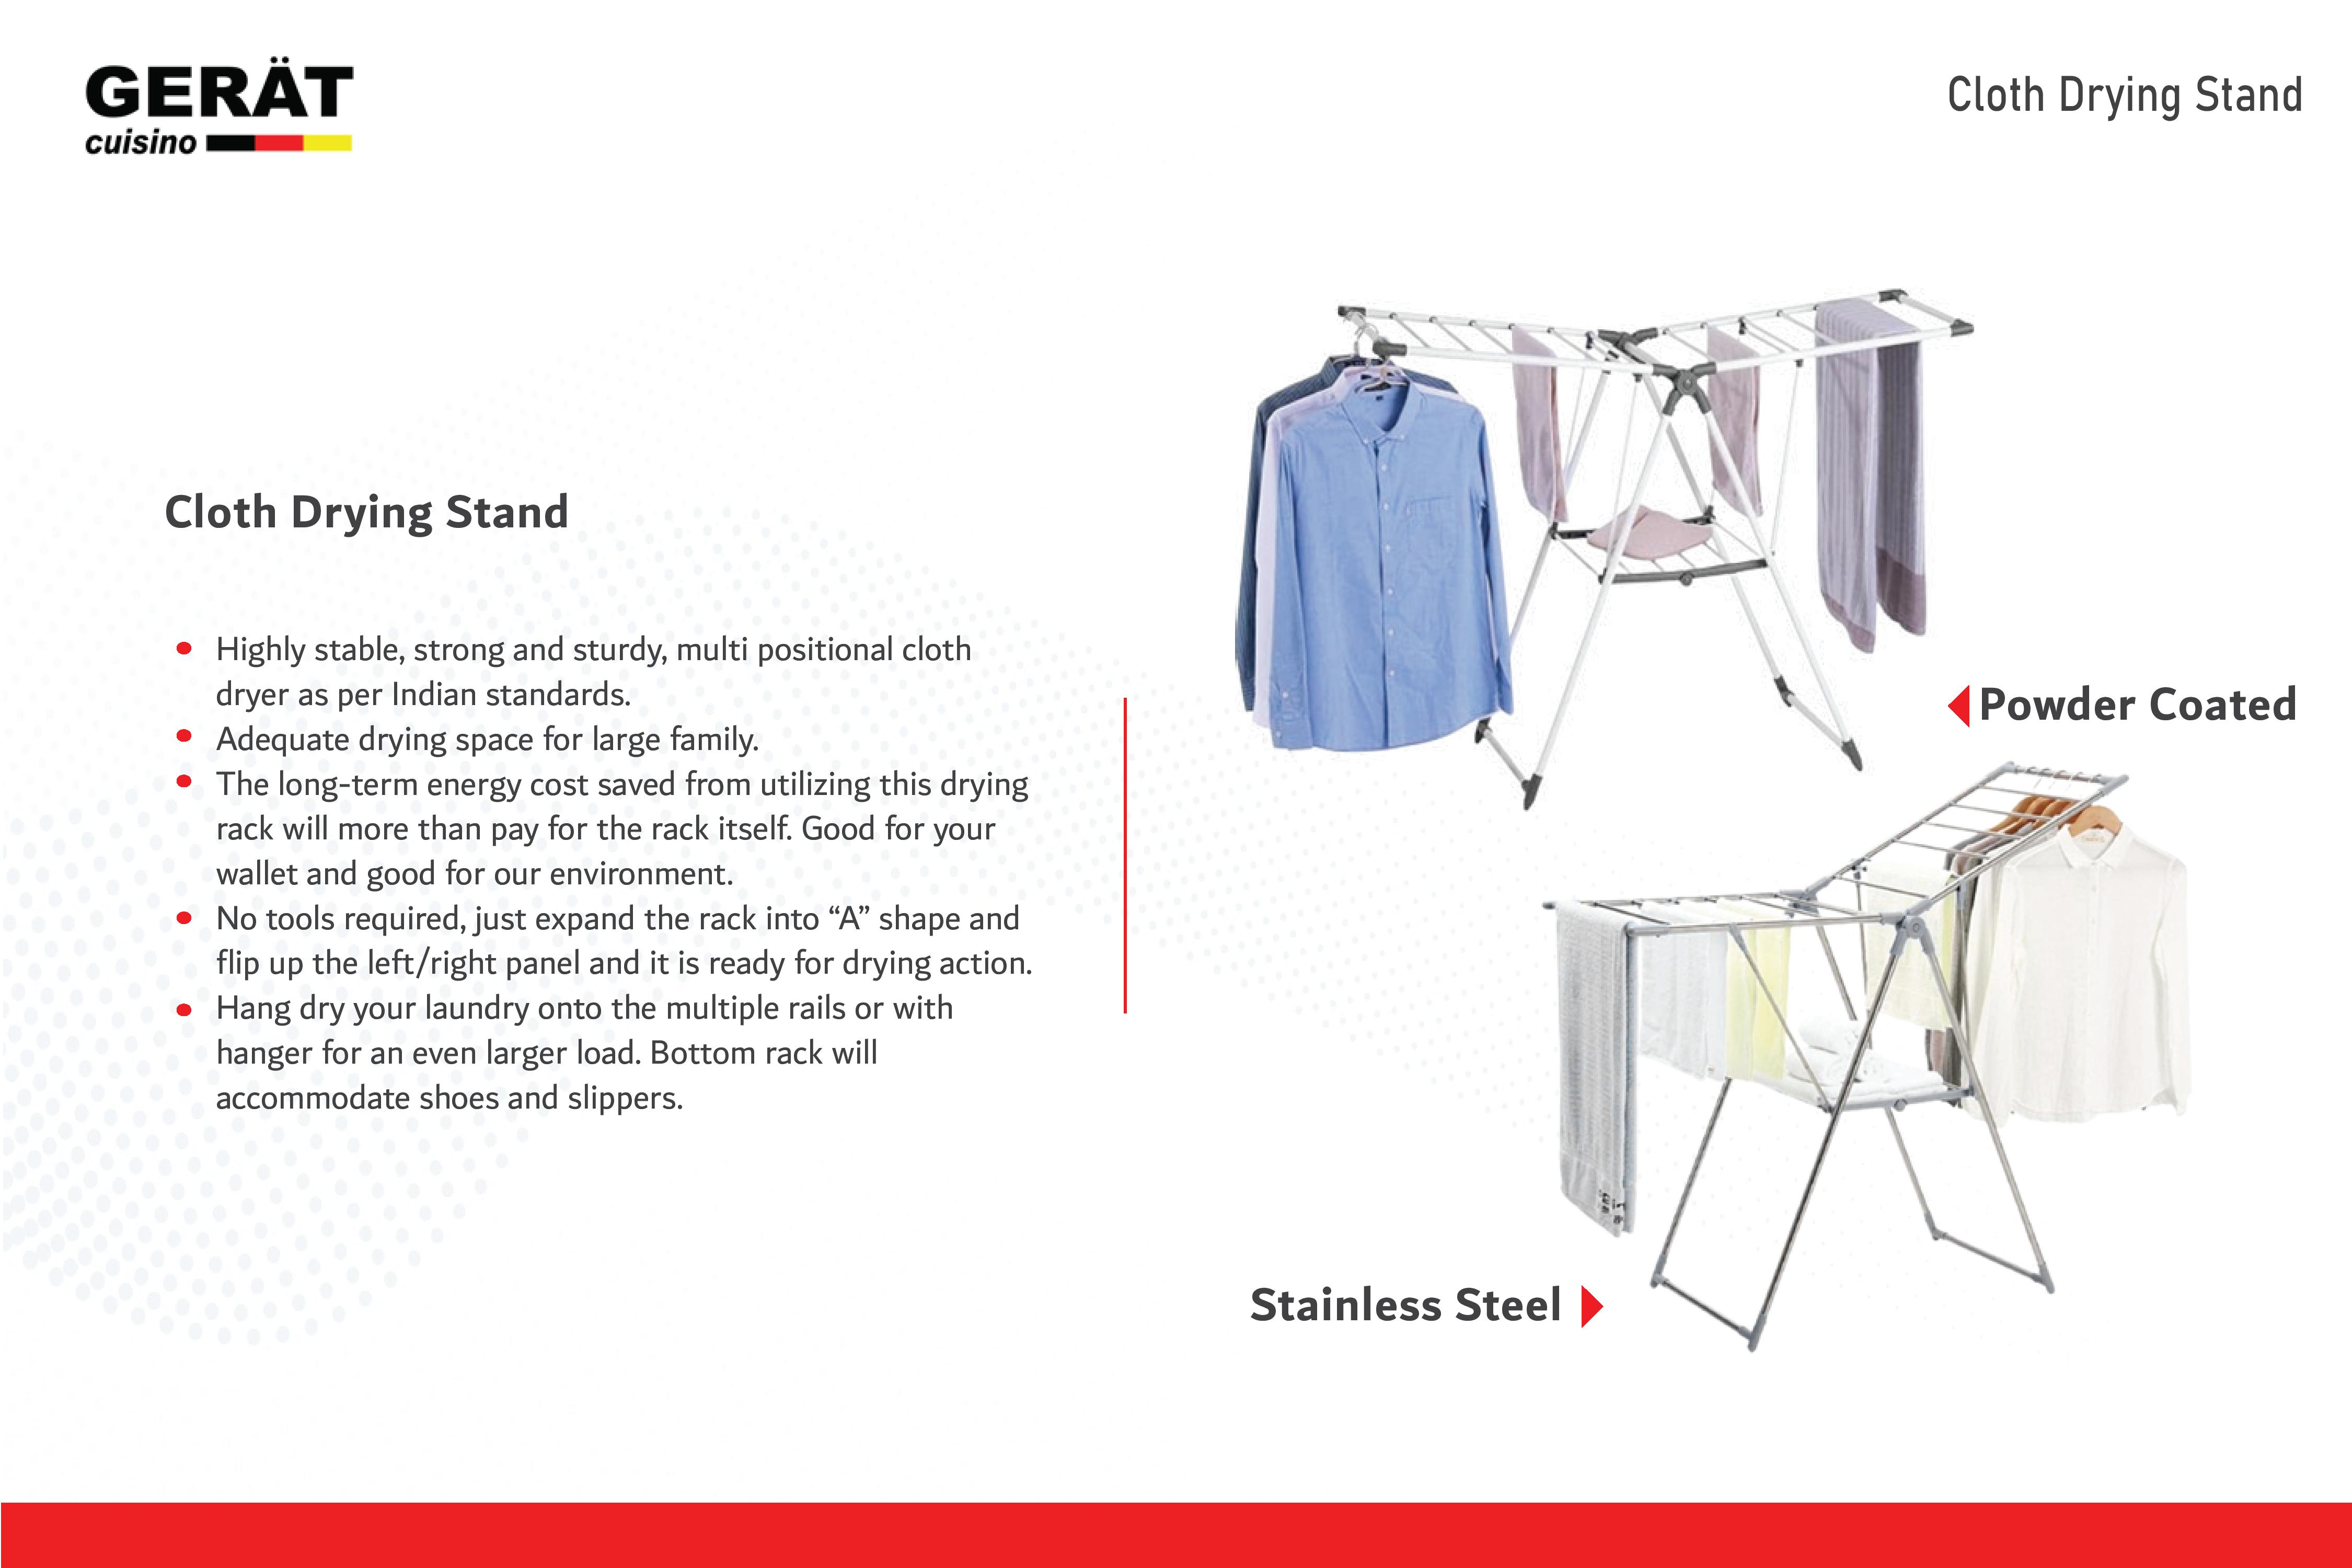 GERÄT
cuisino
Cloth Drying Stand
Cloth Drying Stand
Highly stable, strong and sturdy, multi positional cloth
dryer as per Indian standards.
Adequate drying space for large family.
The long-term energy cost saved from utilizing this drying
rack will more than pay for the rack itself. Good for your
wallet and good for our environment.
No tools required, just expand the rack into “A” shape and
flip up the left/right panel and it is ready for drying action.
Hang dry your laundry onto the multiple rails or with
hanger for an even larger load. Bottom rack will
accommodate shoes and slippers.
Powder Coated
Stainless Steel